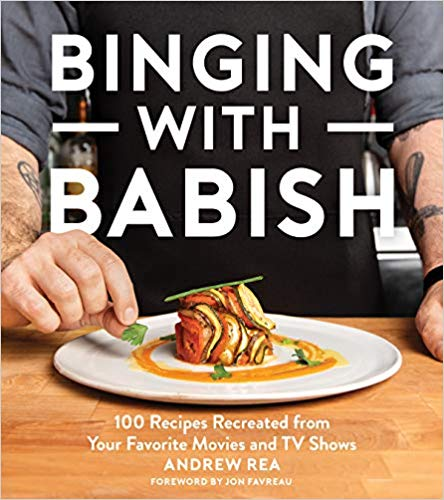 BINGING
WITH
BABISH
100 Recipes Recreated from
Your Favorite Movies and TV Shows
ANDREW REA
FOREWORD BY JON FAVREAU